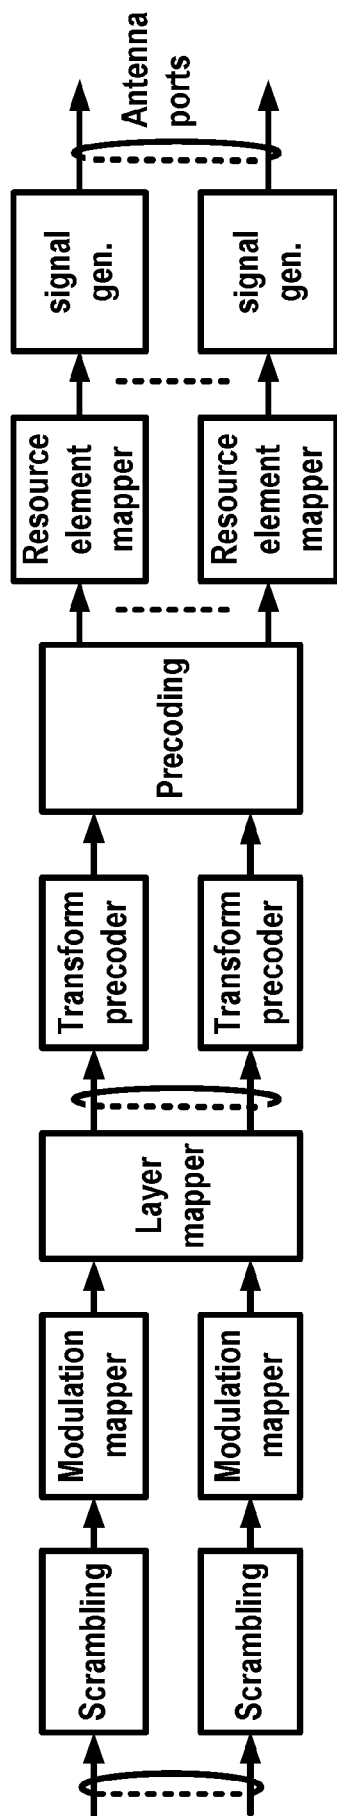 Scrambling
Scrambling
Modulation
mapper
Modulation
mapper
Layer
mapper
Transform
precoder
Transform
precoder
Precoding
Resource
element
mapper
Resource
element
mapper
signal
gen.
signal
gen.
Antenna
ports